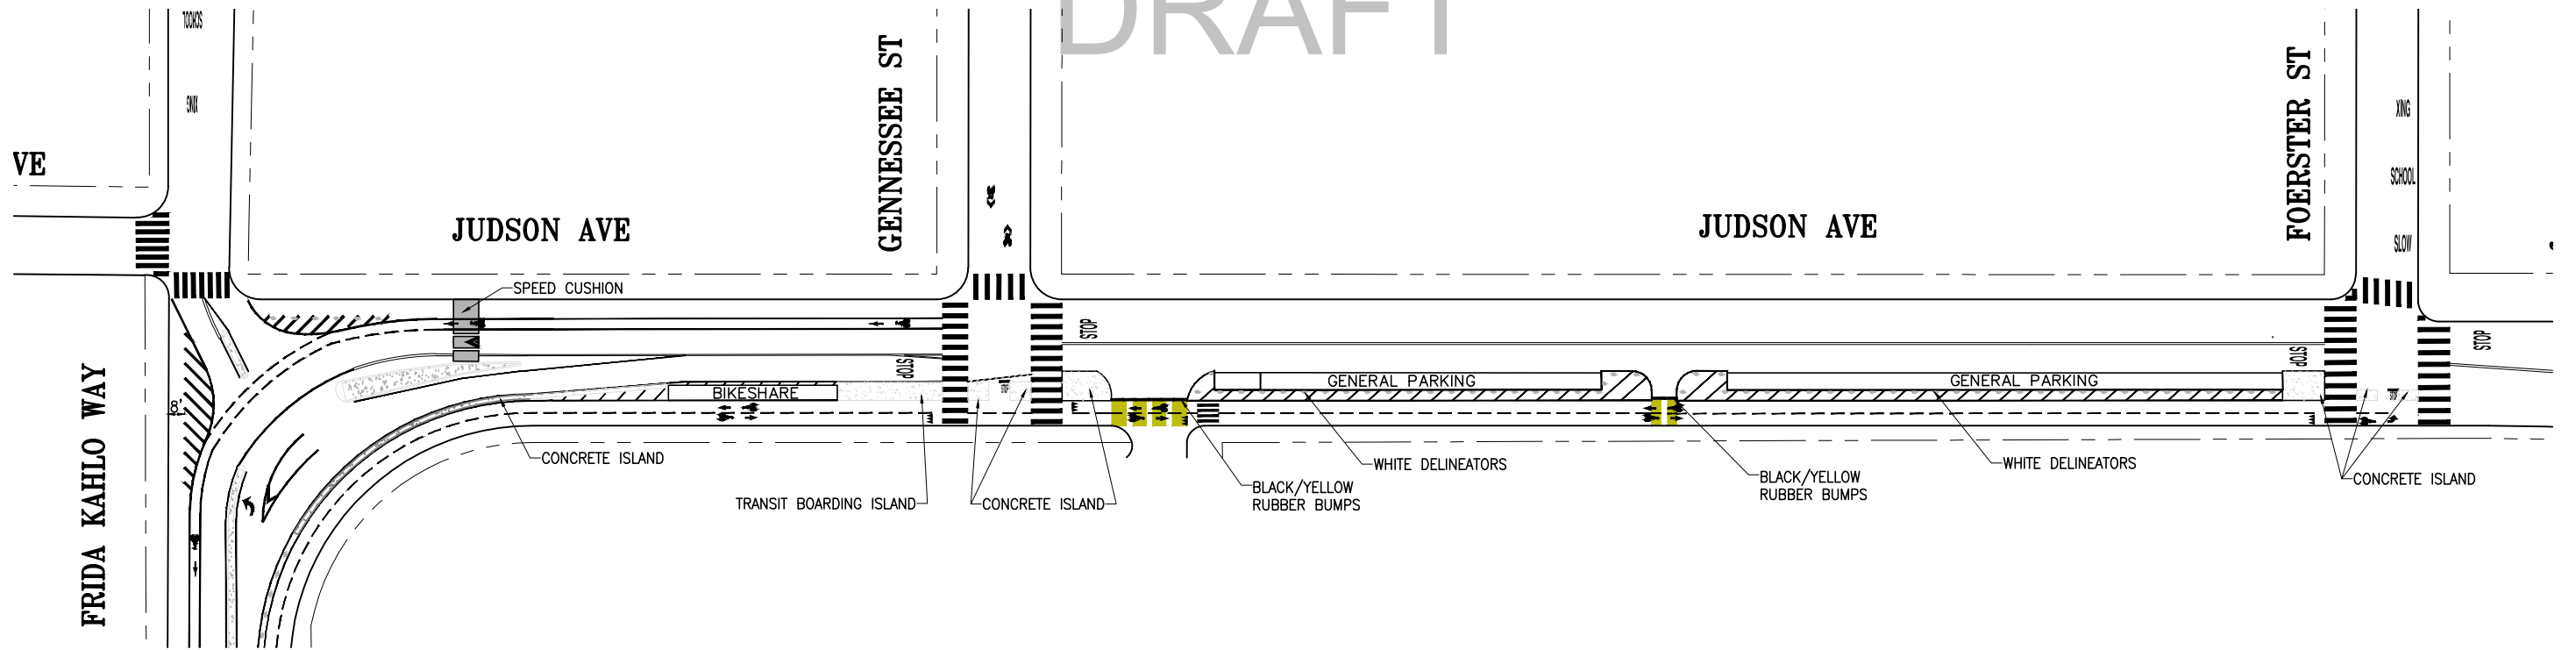 DRAFT
SCHOOL
XING
VE
JUDSON AVE
GENNESSEE ST
JUDSON AVE
FOERSTER ST
XING
SCHOOL
SLOW
SPEED CUSHION
STOP
STOP
STOP
STOP
BIKESHARE
GENERAL PARKING
GENERAL PARKING
8'
FRIDA KAHLO WAY
CONCRETE ISLAND
TRANSIT BOARDING ISLAND
CONCRETE ISLAND
BLACK/YELLOW
RUBBER BUMPS
WHITE DELINEATORS
BLACK/YELLOW
RUBBER BUMPS
WHITE DELINEATORS
CONCRETE ISLAND